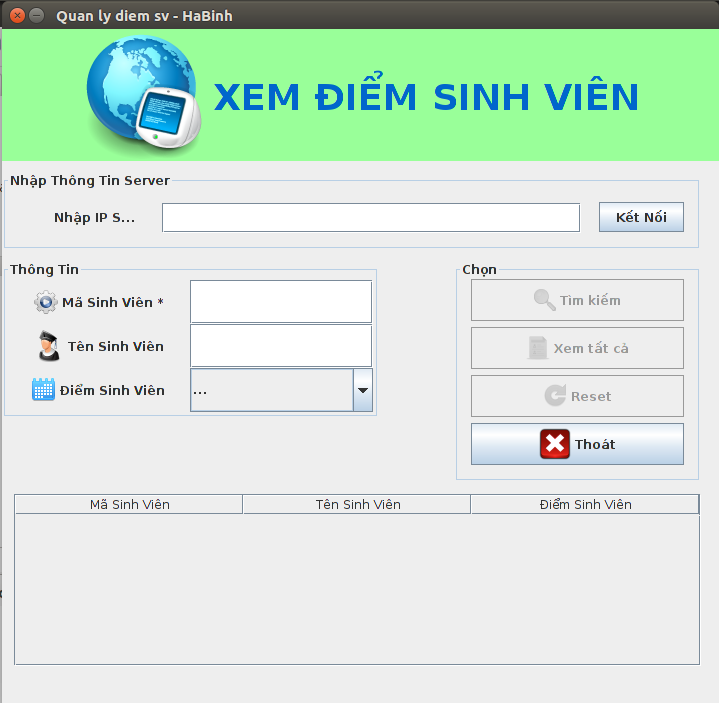 Quan ly diem sv - HaBinh
XEM ĐIỂM SINH VIÊN
Nhập Thông Tin Server
Nhập IP S...
Kết Nối
Thông Tin
Mã Sinh Viên *
Tên Sinh Viên
Điểm Sinh Viên
...
Chọn
Tìm kiếm
Xem tất cả
Reset
Thoát
Mã Sinh Viên Tên Sinh Viên Điểm Sinh Viên